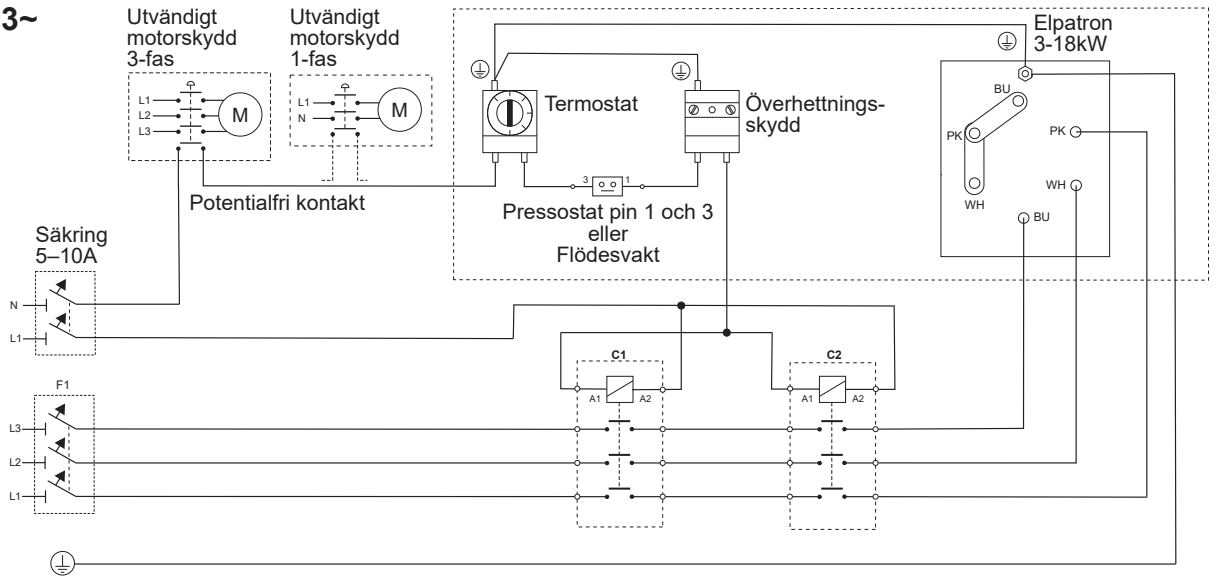 3~
Utvändigt
motorskydd
3-fas
L1
L2
L3
M
Utvändigt
motorskydd
1-fas
L1
N
M
Potentialfri kontakt
Termostat
Överhettnings-
skydd
3
1
Pressostat pin 1 och 3
eller
Flödesvakt
Elpatron
3-18kW
BU
PK
WH
PK
WH
BU
Säkring
5–10A
N
L1
F1
L3
L2
L1
C1
A1
A2
C2
A1
A2